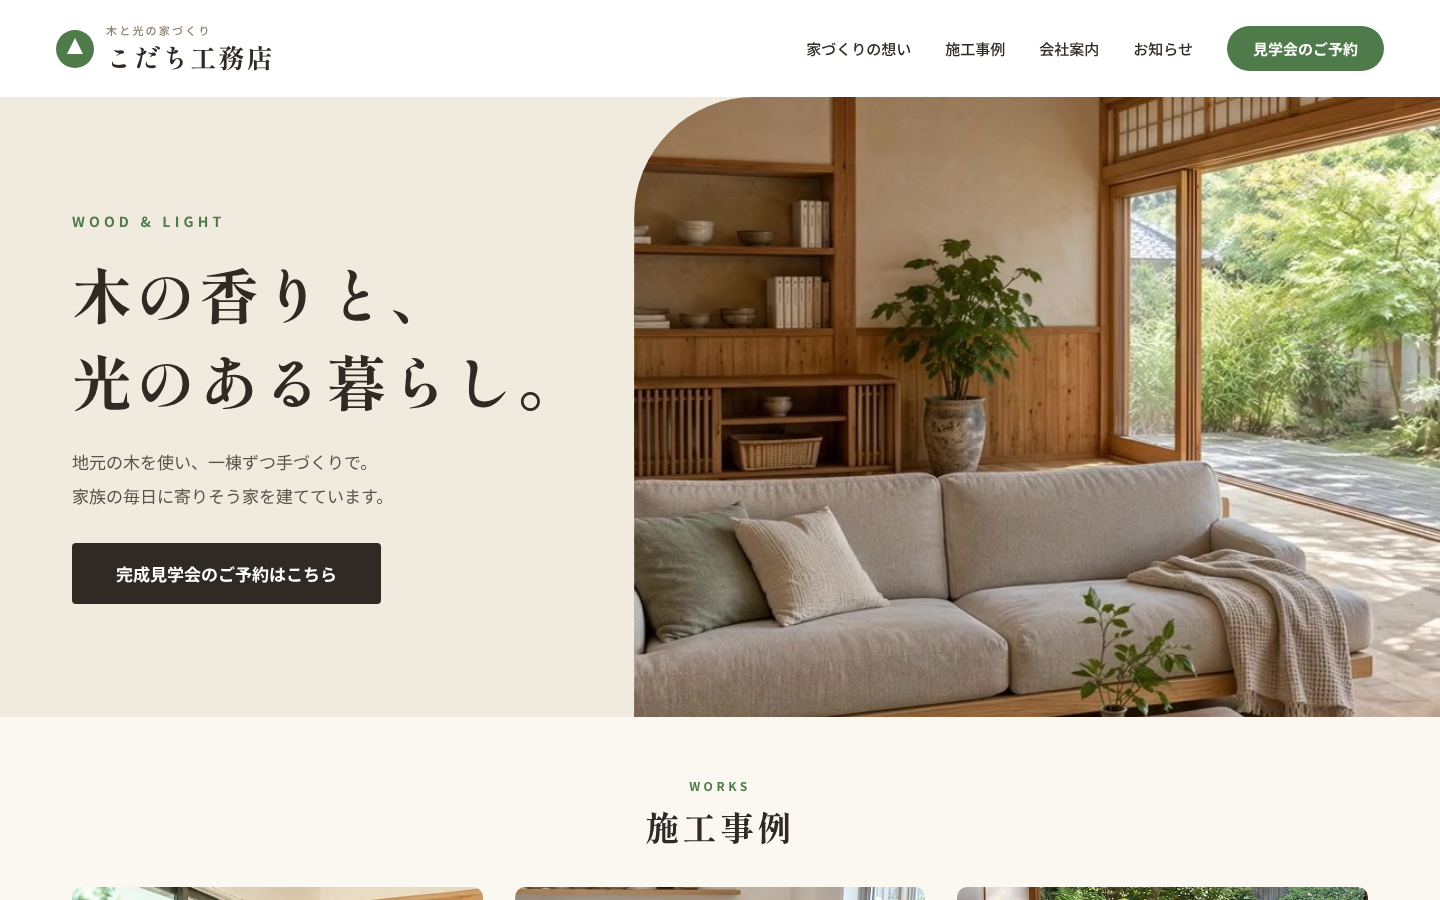 木と光の家づくり
こだち工務店
家づくりの想い
施工事例
会社案内
お知らせ
見学会のご予約
WOOD & LIGHT
木の香りと、
光のある暮らし。
地元の木を使い、一棟ずつ手づくりで。
家族の毎日に寄りそう家を建てています。
完成見学会のご予約はこちら
WORKS
施工事例